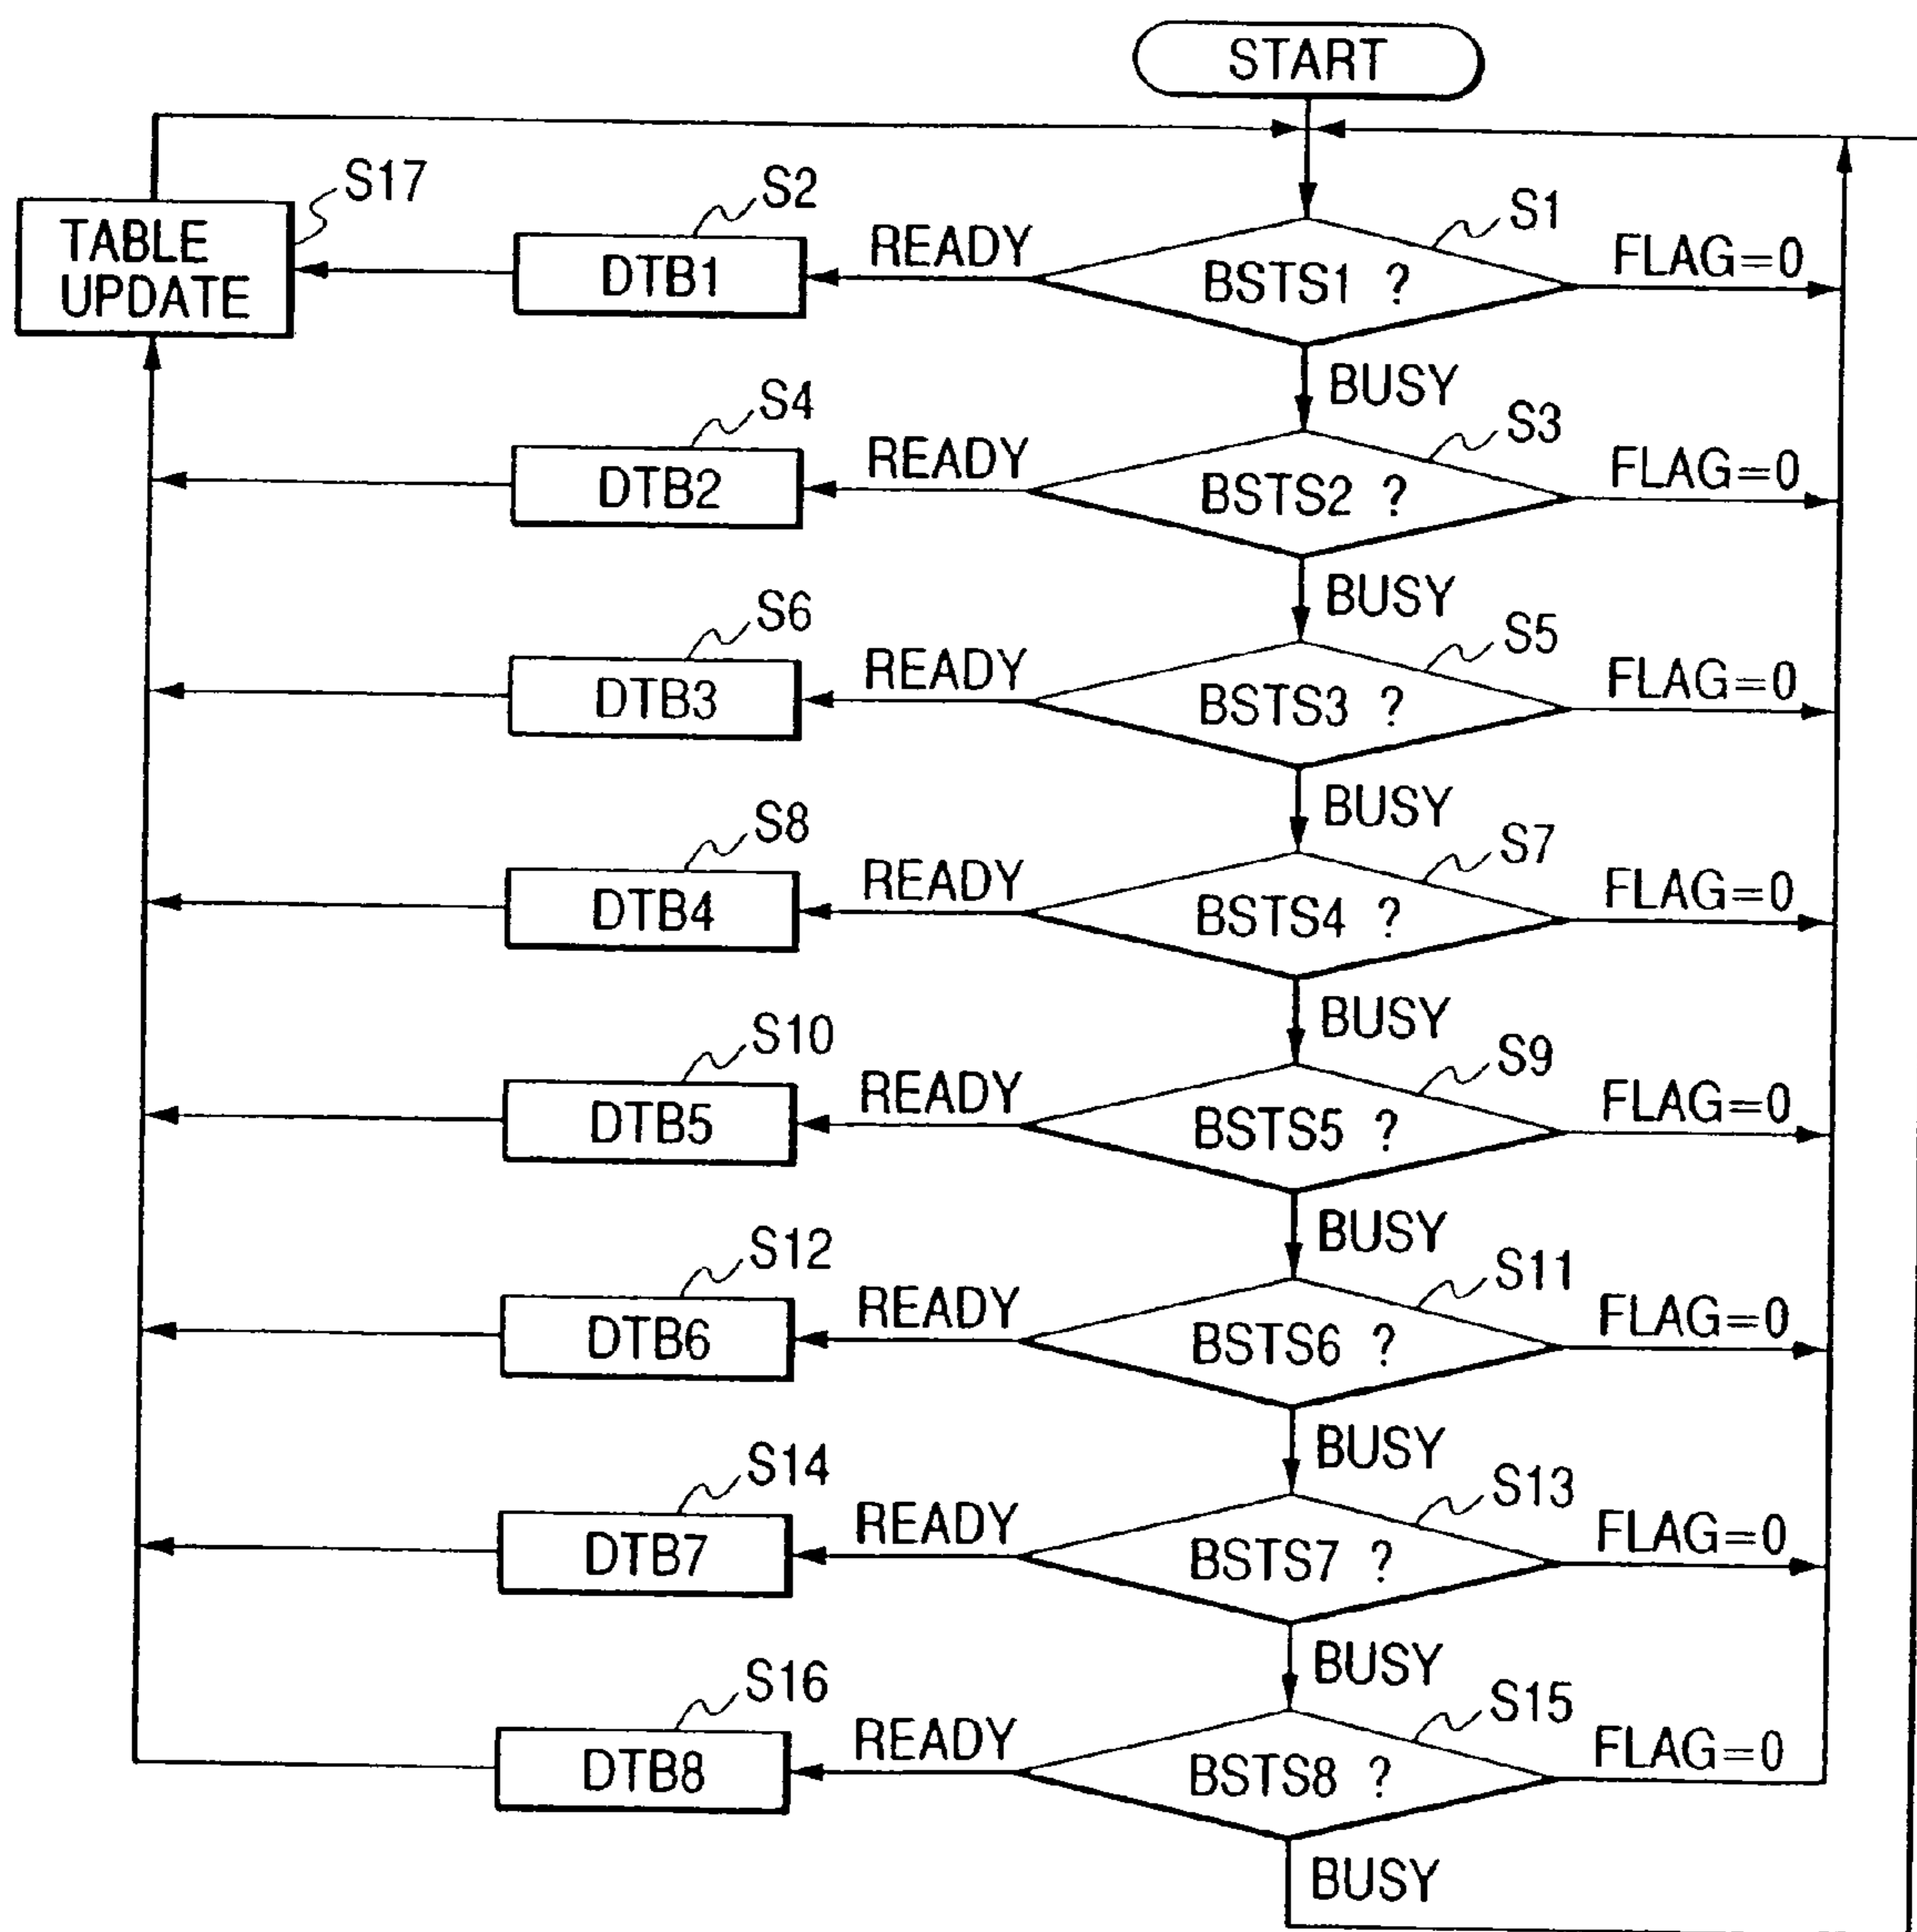 START
S17
S2
S1
TABLE
UPDATE
DTB1
READY
BSTS1 ?
FLAG=0
BUSY
S4
S3
DTB2
READY
BSTS2 ?
FLAG=0
BUSY
S6
S5
DTB3
READY
BSTS3 ?
FLAG=0
BUSY
S8
S7
DTB4
READY
BSTS4 ?
FLAG=0
BUSY
S10
S9
DTB5
READY
BSTS5 ?
FLAG=0
BUSY
S12
S11
DTB6
READY
BSTS6 ?
FLAG=0
BUSY
S14
S13
DTB7
READY
BSTS7 ?
FLAG=0
BUSY
S16
S15
DTB8
READY
BSTS8 ?
FLAG=0
BUSY